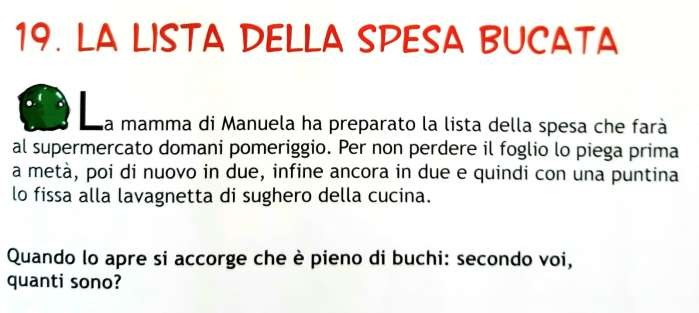 19. LA LISTA DELLA SPESA BUCATA
La mamma di Manuela ha preparato la lista della spesa che farà
al supermercato domani pomeriggio. Per non perdere il foglio lo piega prima
a metà, poi di nuovo in due, infine ancora in due e quindi con una puntina
lo fissa alla lavagnetta di sughero della cucina.
Quando lo apre si accorge che è pieno di buchi: secondo voi,
quanti sono?